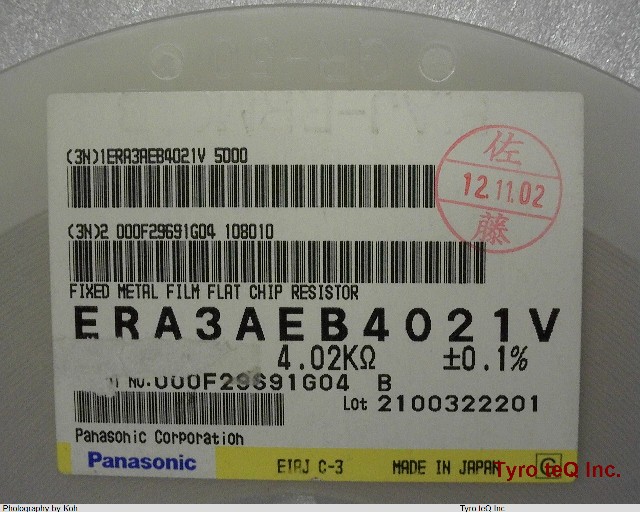 (3N)1ERA3AEB4021V 5000
佐
12.11.02
藤
(3N)2 000F29691G04 108010
FIXED METAL FILM FLAT CHIP RESISTOR
ERA3AEB4021V
4.02KΩ ±0.1%
No. 000F29691G04 B
Lot 2100322201
Panasonic Corporation
Panasonic EIAJ C-3 MADE IN JAPAN G
Tyro teQ Inc.
Photography by Koh Tyro teQ Inc